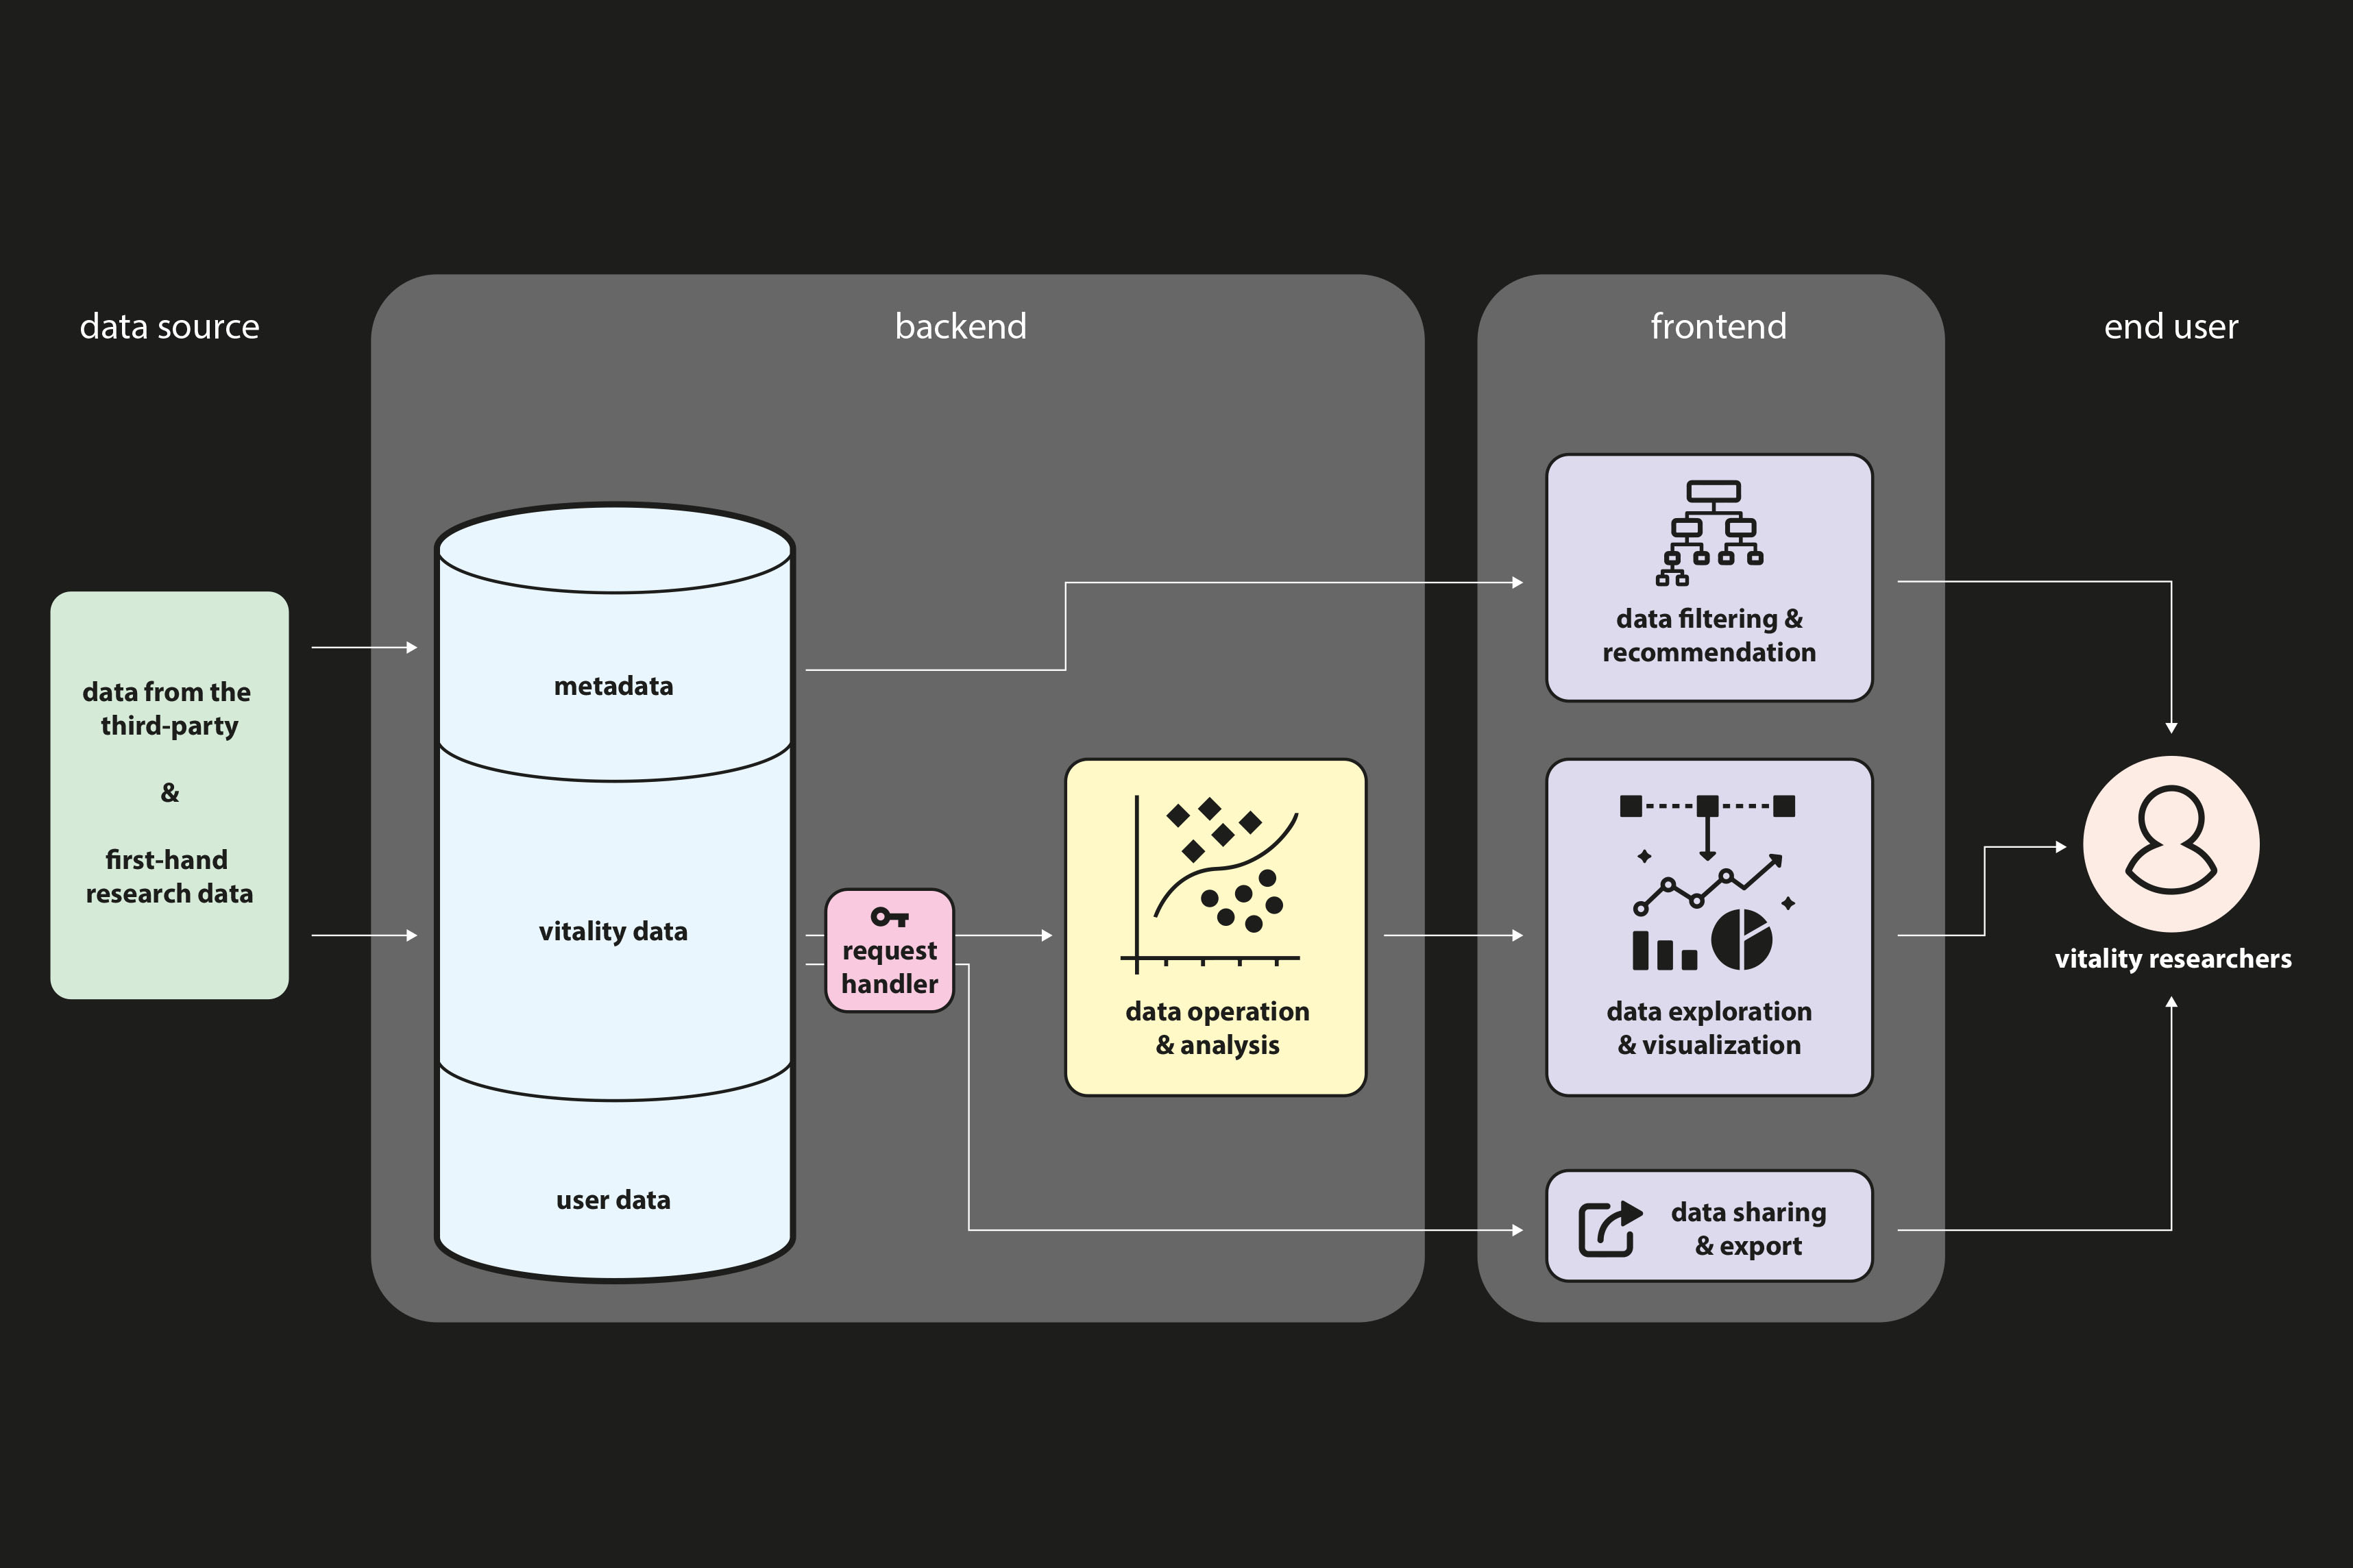 data source
backend
frontend
end user
data from the
third-party
&
first-hand
research data
metadata
vitality data
user data
request
handler
data operation
& analysis
data filtering &
recommendation
data exploration
& visualization
data sharing
& export
vitality researchers